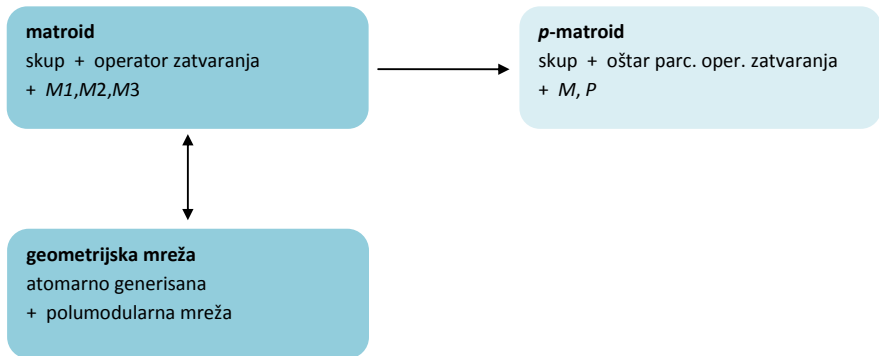 matroid
skup + operator zatvaranja
+ M1,M2,M3
p-matroid
skup + oštar parc. oper. zatvaranja
+ M, P
geometrijska mreža
atomarno generisana
+ polumodularna mreža